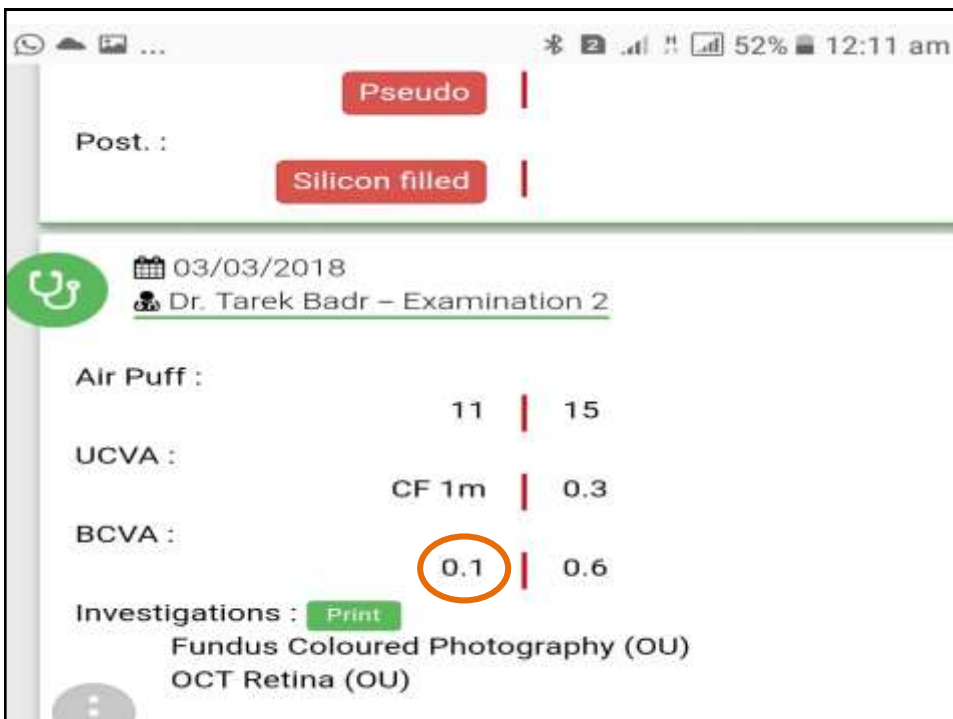 ... 52% 12:11 am
Pseudo
Post. :
Silicon filled
03/03/2018
Dr. Tarek Badr – Examination 2
Air Puff :
11 15
UCVA :
CF 1m 0.3
BCVA :
0.1 0.6
Investigations : Print
Fundus Coloured Photography (OU)
OCT Retina (OU)